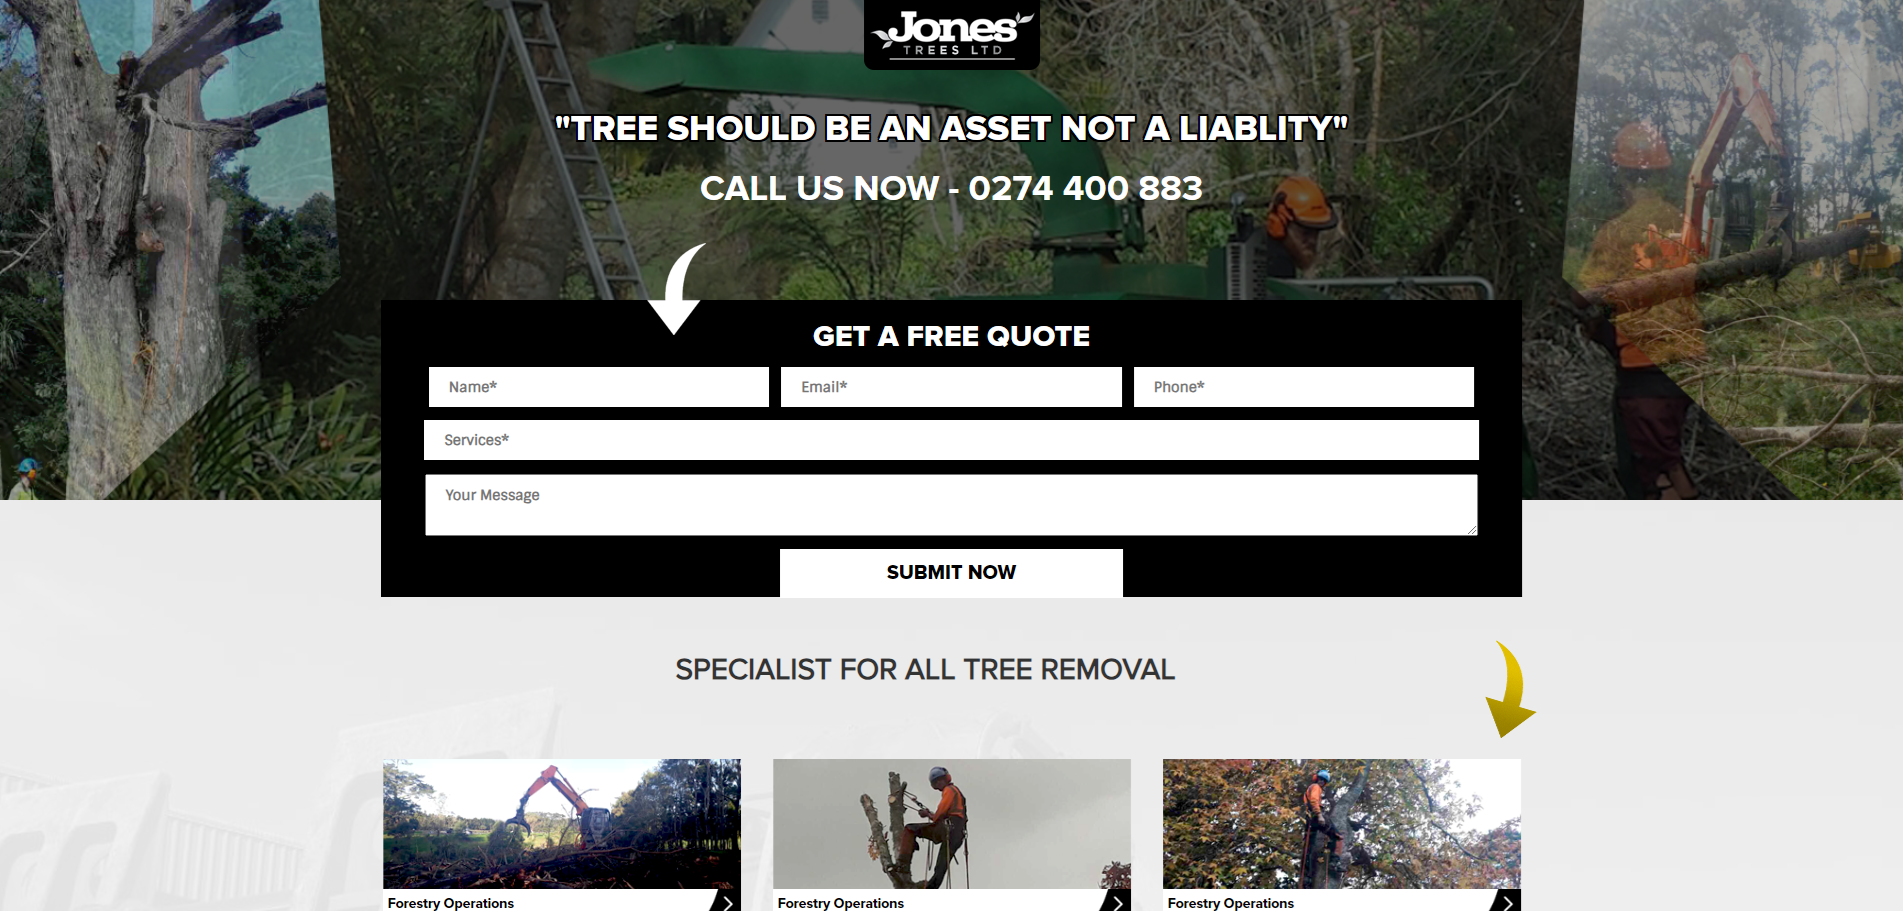 Jones
TREES LTD
"TREE SHOULD BE AN ASSET NOT A LIABLITY"
CALL US NOW - 0274 400 883
GET A FREE QUOTE
Name* Email* Phone*
Services*
Your Message
SUBMIT NOW
SPECIALIST FOR ALL TREE REMOVAL
Forestry Operations Forestry Operations Forestry Operations